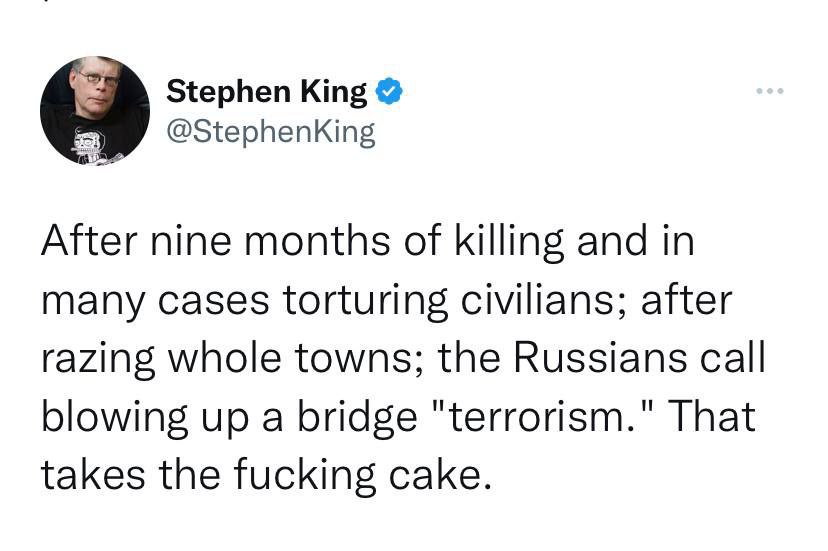 Stephen King
@StephenKing
After nine months of killing and in
many cases torturing civilians; after
razing whole towns; the Russians call
blowing up a bridge "terrorism." That
takes the fucking cake.